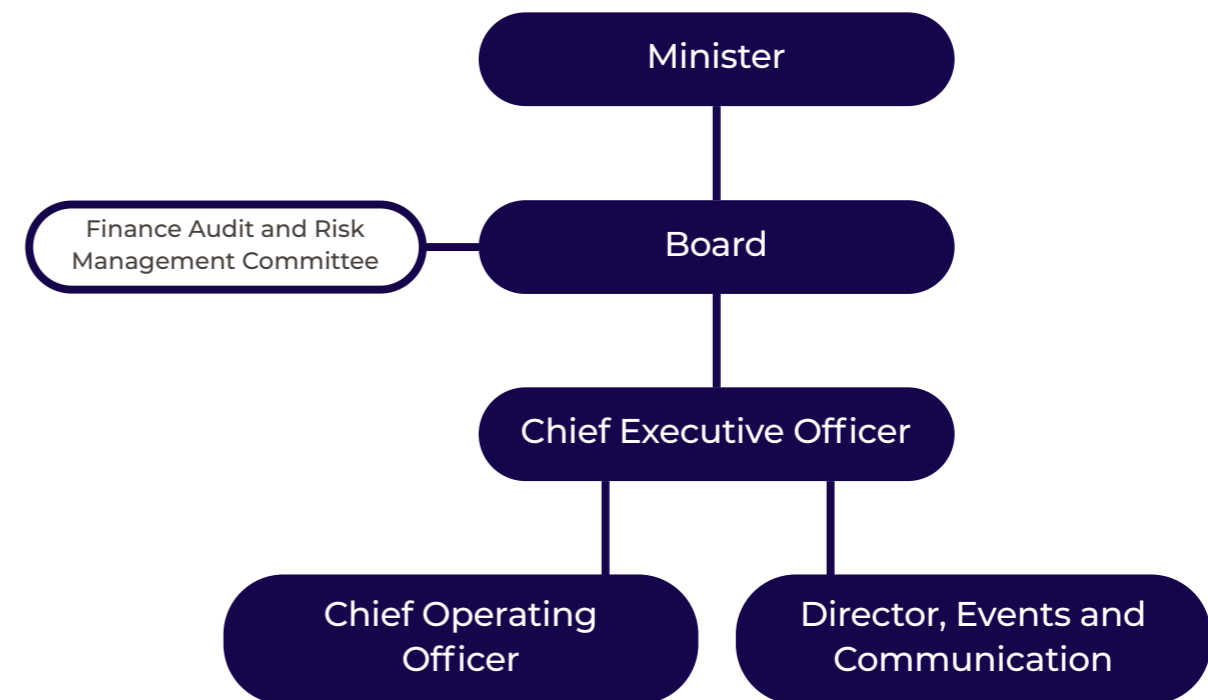 Minister
Finance Audit and Risk
Management Committee
Board
Chief Executive Officer
Chief Operating
Officer
Director, Events and
Communication